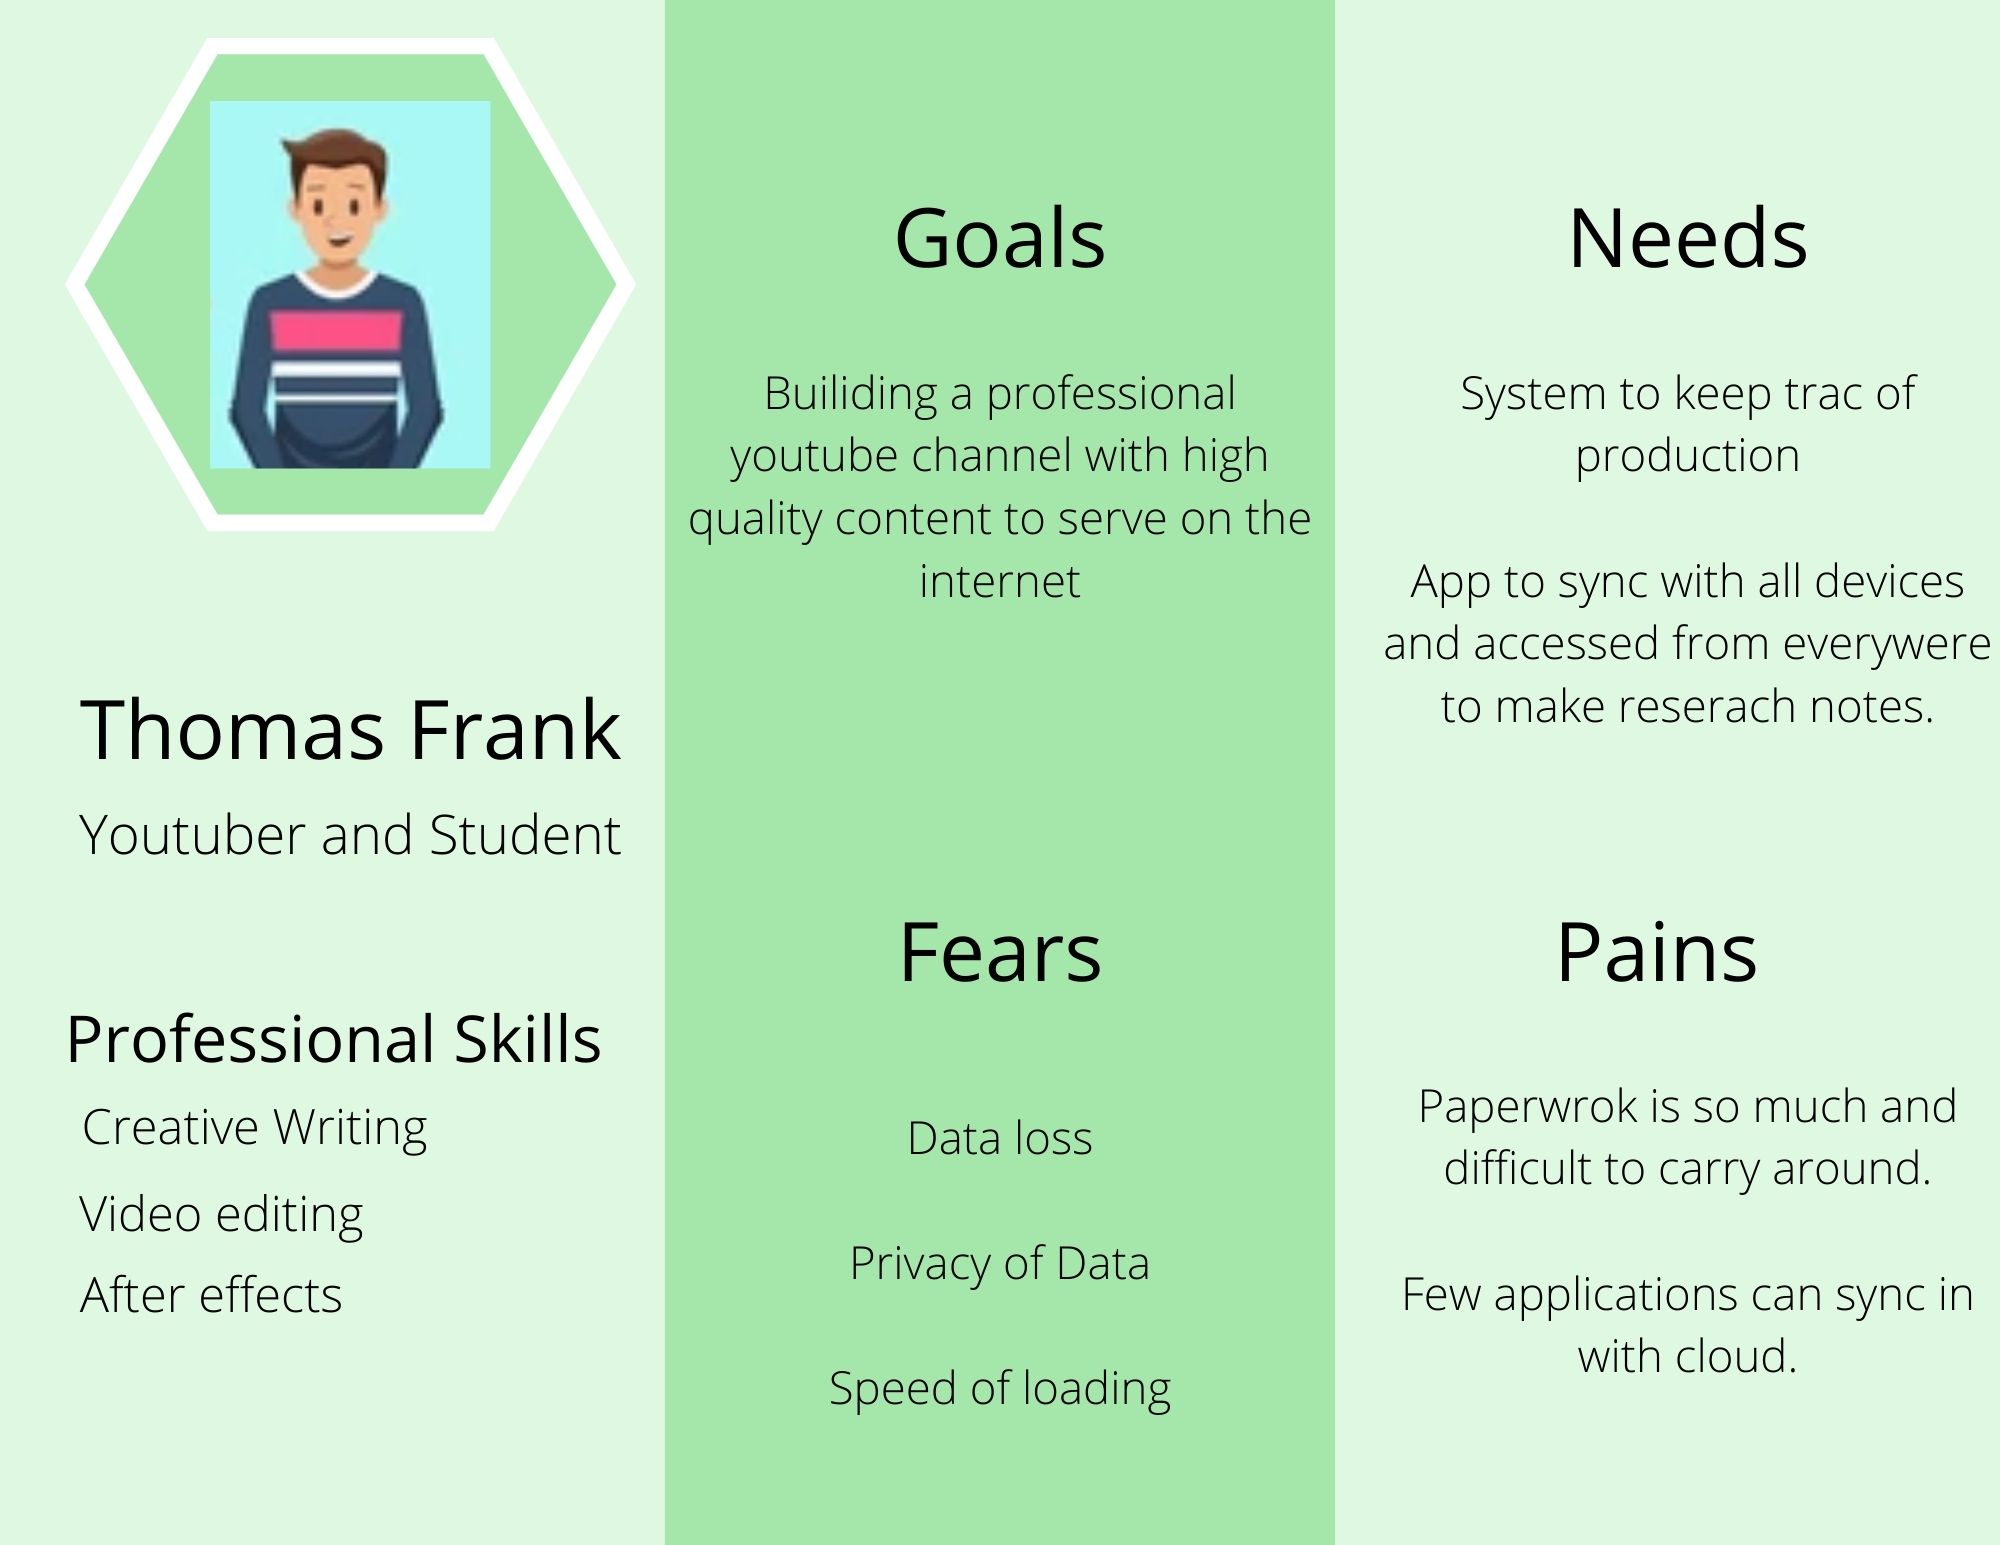 Thomas Frank
Youtuber and Student
Professional Skills
Creative Writing
Video editing
After effects
Goals
Builiding a professional
youtube channel with high
quality content to serve on the
internet
Fears
Data loss
Privacy of Data
Speed of loading
Needs
System to keep trac of
production
App to sync with all devices
and accessed from everywere
to make reserach notes.
Pains
Paperwrok is so much and
difficult to carry around.
Few applications can sync in
with cloud.